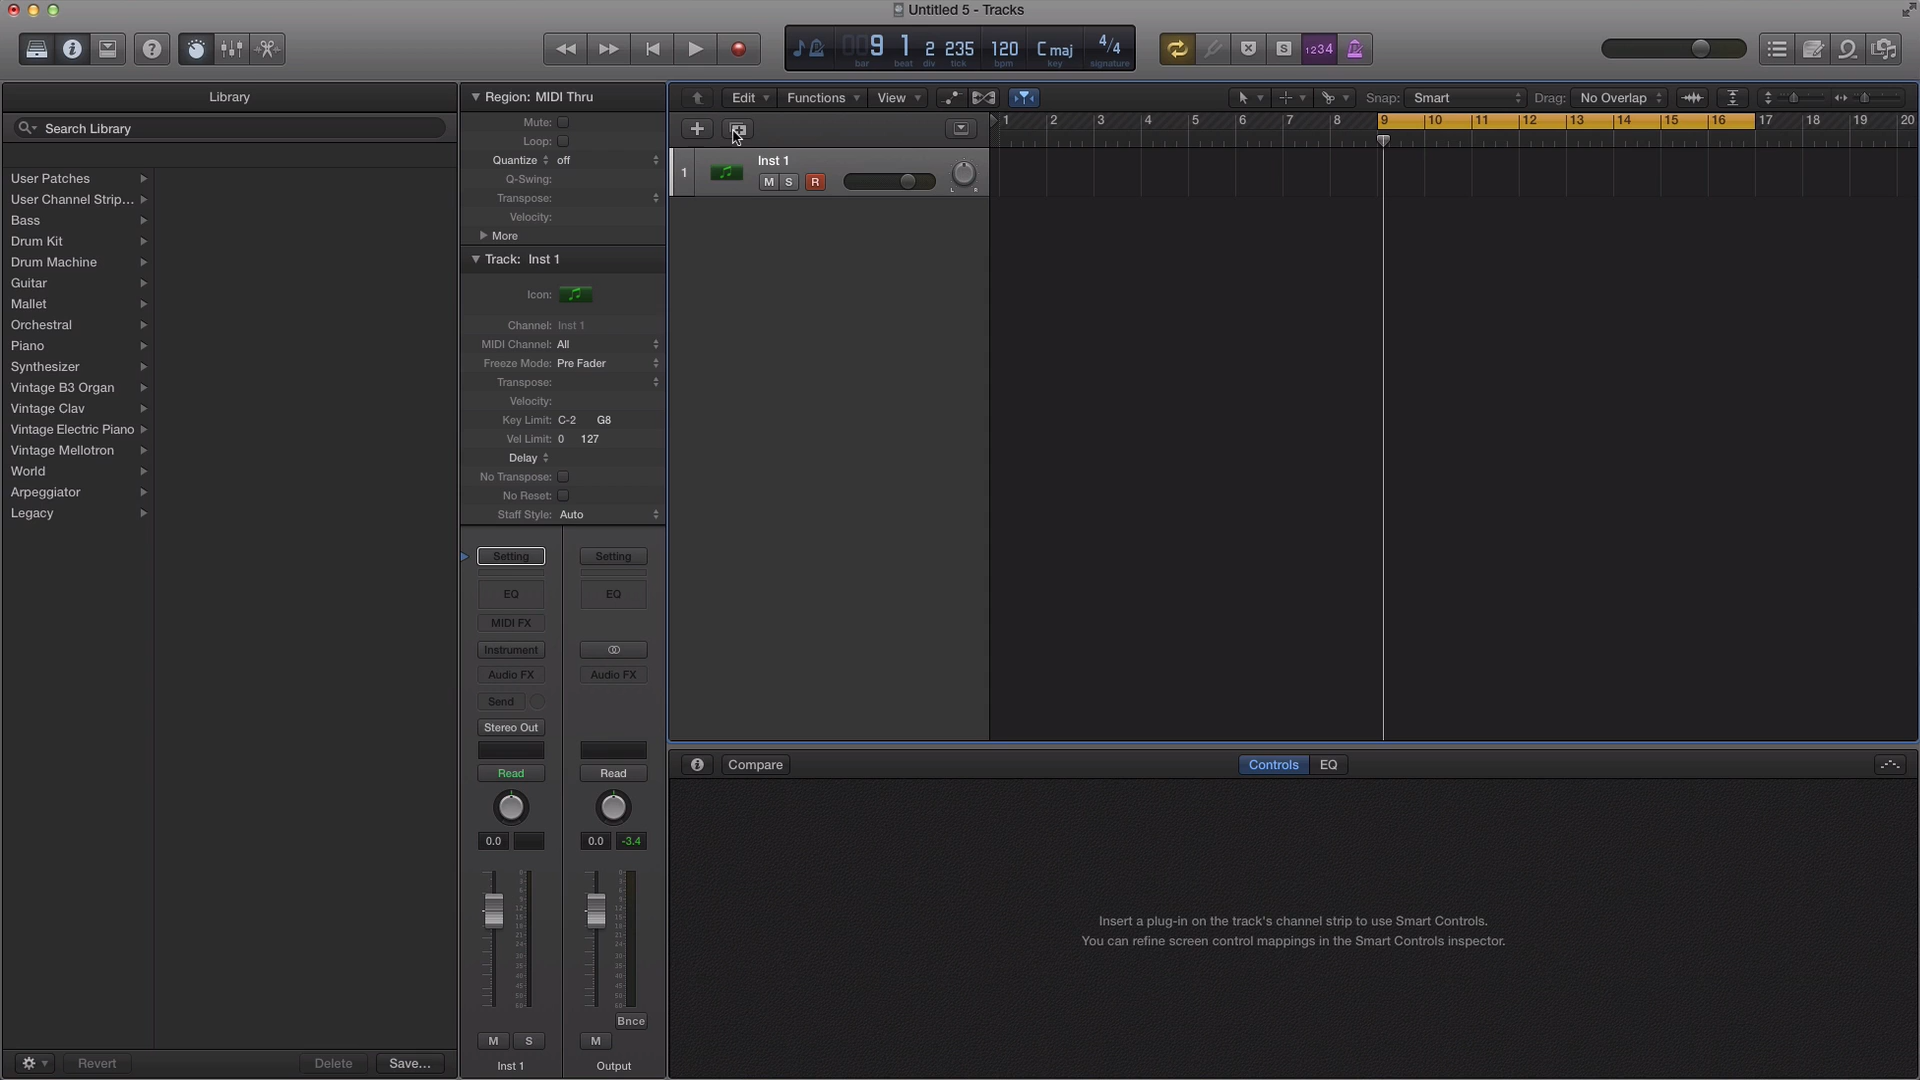 Untitled 5 - Tracks
1234
9 1 2 235 120 C maj 4/4
bar beat div tick bpm key signature
Library
Search Library
User Patches
User Channel Strip...
Bass
Drum Kit
Drum Machine
Guitar
Mallet
Orchestral
Piano
Synthesizer
Vintage B3 Organ
Vintage Clav
Vintage Electric Piano
Vintage Mellotron
World
Arpeggiator
Legacy
Revert Delete Save...
Region: MIDI Thru
Mute:
Loop:
Quantize off
Q-Swing:
Transpose:
Velocity:
More
Track: Inst 1
Icon:
Channel: Inst 1
MIDI Channel: All
Freeze Mode: Pre Fader
Transpose:
Velocity:
Key Limit: C-2 G8
Vel Limit: 0 127
Delay
No Transpose:
No Reset:
Staff Style: Auto
Setting Setting
EQ EQ
MIDI FX
Instrument
Audio FX Audio FX
Send
Stereo Out
Read Read
0.0 0.0 -3.4
Bnce
M S M
Inst 1 Output
Edit Functions View Snap: Smart Drag: No Overlap
1 2 3 4 5 6 7 8 9 10 11 12 13 14 15 16 17 18 19 20
1 Inst 1
M S R
L R
Compare Controls EQ
Insert a plug-in on the track's channel strip to use Smart Controls.
You can refine screen control mappings in the Smart Controls inspector.